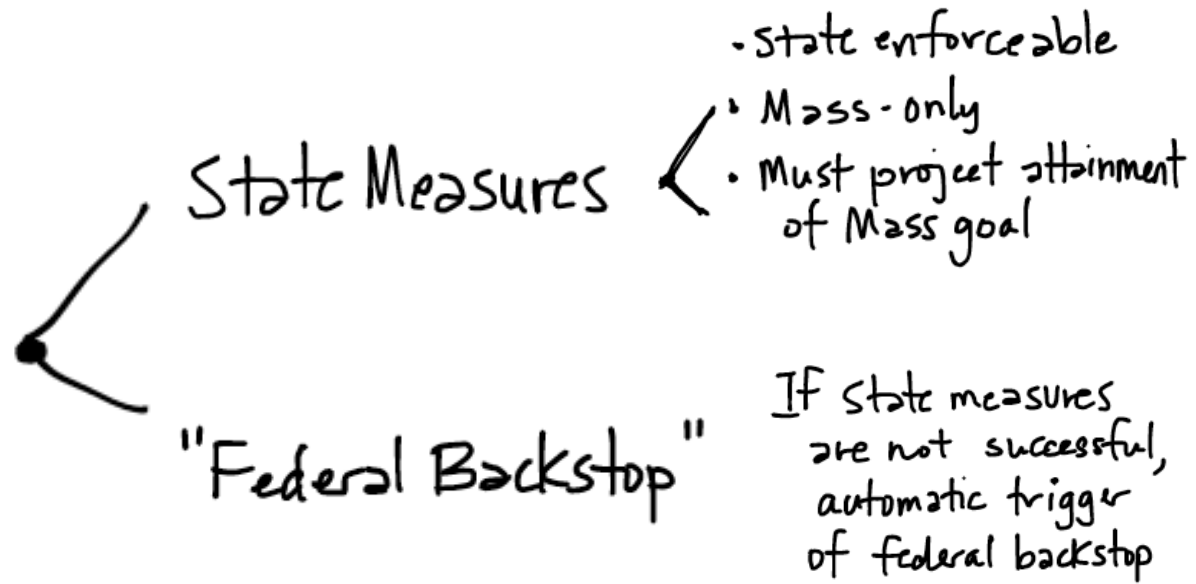 • State enforceable
• Mass-only
State Measures
• Must project attainment
of Mass goal
"Federal Backstop"
If state measures
are not successful,
automatic trigger
of federal backstop